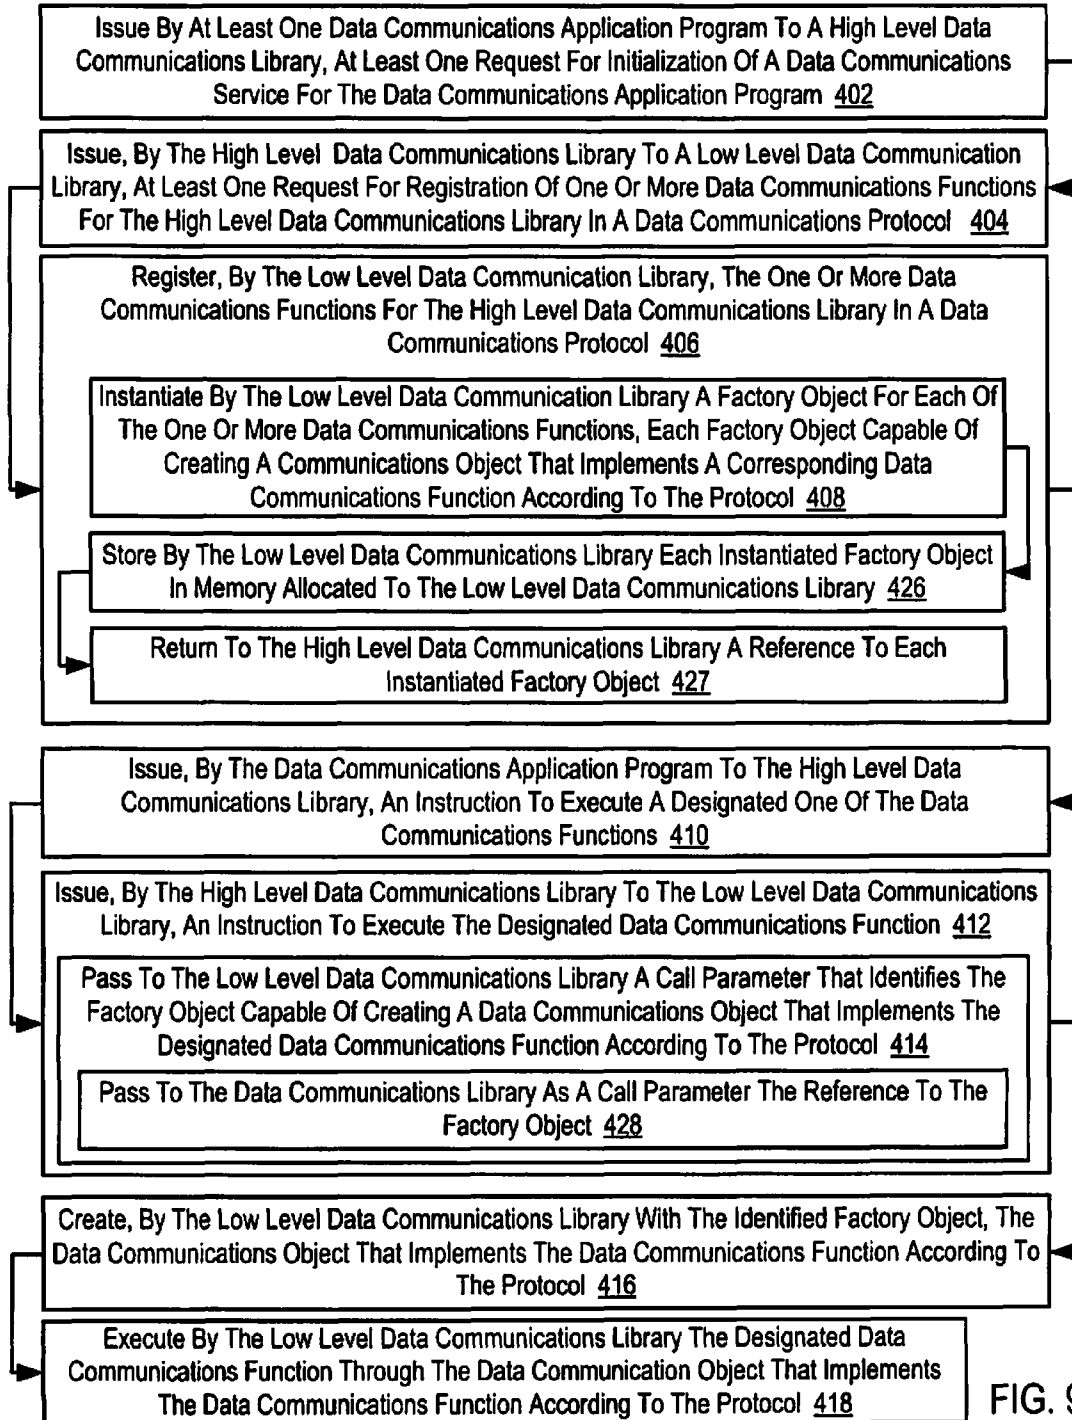 Issue By At Least One Data Communications Application Program To A High Level Data
Communications Library, At Least One Request For Initialization Of A Data Communications
Service For The Data Communications Application Program 402
Issue, By The High Level Data Communications Library To A Low Level Data Communication
Library, At Least One Request For Registration Of One Or More Data Communications Functions
For The High Level Data Communications Library In A Data Communications Protocol 404
Register, By The Low Level Data Communication Library, The One Or More Data
Communications Functions For The High Level Data Communications Library In A Data
Communications Protocol 406
Instantiate By The Low Level Data Communication Library A Factory Object For Each Of
The One Or More Data Communications Functions, Each Factory Object Capable Of
Creating A Communications Object That Implements A Corresponding Data
Communications Function According To The Protocol 408
Store By The Low Level Data Communications Library Each Instantiated Factory Object
In Memory Allocated To The Low Level Data Communications Library 426
Return To The High Level Data Communications Library A Reference To Each
Instantiated Factory Object 427
Issue, By The Data Communications Application Program To The High Level Data
Communications Library, An Instruction To Execute A Designated One Of The Data
Communications Functions 410
Issue, By The High Level Data Communications Library To The Low Level Data Communications
Library, An Instruction To Execute The Designated Data Communications Function 412
Pass To The Low Level Data Communications Library A Call Parameter That Identifies The
Factory Object Capable Of Creating A Data Communications Object That Implements The
Designated Data Communications Function According To The Protocol 414
Pass To The Data Communications Library As A Call Parameter The Reference To The
Factory Object 428
Create, By The Low Level Data Communications Library With The Identified Factory Object, The
Data Communications Object That Implements The Data Communications Function According To
The Protocol 416
Execute By The Low Level Data Communications Library The Designated Data
Communications Function Through The Data Communication Object That Implements
The Data Communications Function According To The Protocol 418
FIG. 9